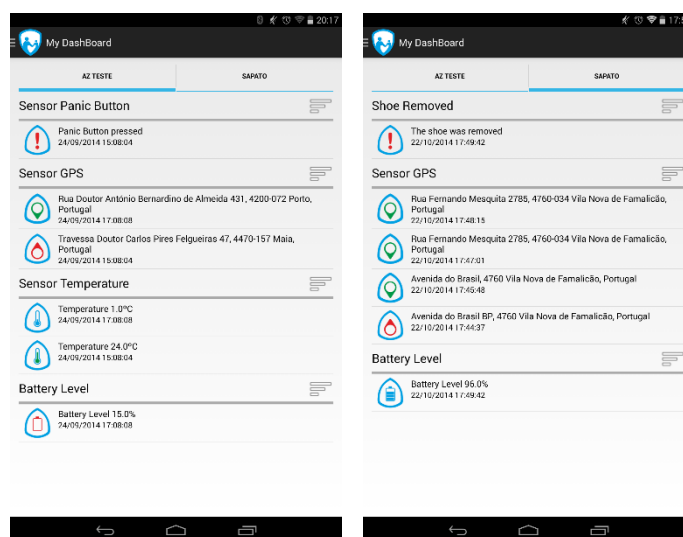 20:17
My DashBoard
AZ TESTE
SAPATO
Sensor Panic Button
Panic Button pressed
24/09/2014 15:08:04
Sensor GPS
Rua Doutor António Bernardino de Almeida 431, 4200-072 Porto,
Portugal
24/09/2014 17:08:08
Travessa Doutor Carlos Pires Felgueiras 47, 4470-157 Maia,
Portugal
24/09/2014 15:08:04
Sensor Temperature
Temperature 1.0ºC
24/09/2014 17:08:08
Temperature 24.0ºC
24/09/2014 15:08:04
Battery Level
Battery Level 15.0%
24/09/2014 17:08:08
My DashBoard
AZ TESTE
SAPATO
Shoe Removed
The shoe was removed
22/10/2014 17:49:42
Sensor GPS
Rua Fernando Mesquita 2785, 4760-034 Vila Nova de Famalicão,
Portugal
22/10/2014 17:48:15
Rua Fernando Mesquita 2785, 4760-034 Vila Nova de Famalicão,
Portugal
22/10/2014 17:47:01
Avenida do Brasil, 4760 Vila Nova de Famalicão, Portugal
22/10/2014 17:45:48
Avenida do Brasil BP, 4760 Vila Nova de Famalicão, Portugal
22/10/2014 17:44:37
Battery Level
Battery Level 96.0%
22/10/2014 17:49:42